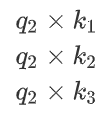 q₂ × k₁
q₂ × k₂
q₂ × k₃